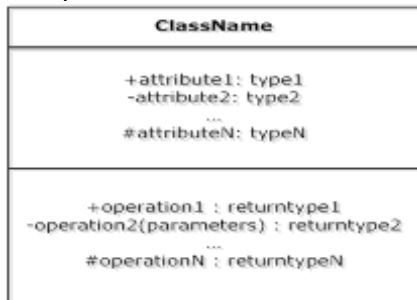 ClassName
+attribute1: type1
-attribute2: type2
...
#attributeN: typeN
+operation1 : returntype1
-operation2(parameters) : returntype2
...
#operationN : returntypeN